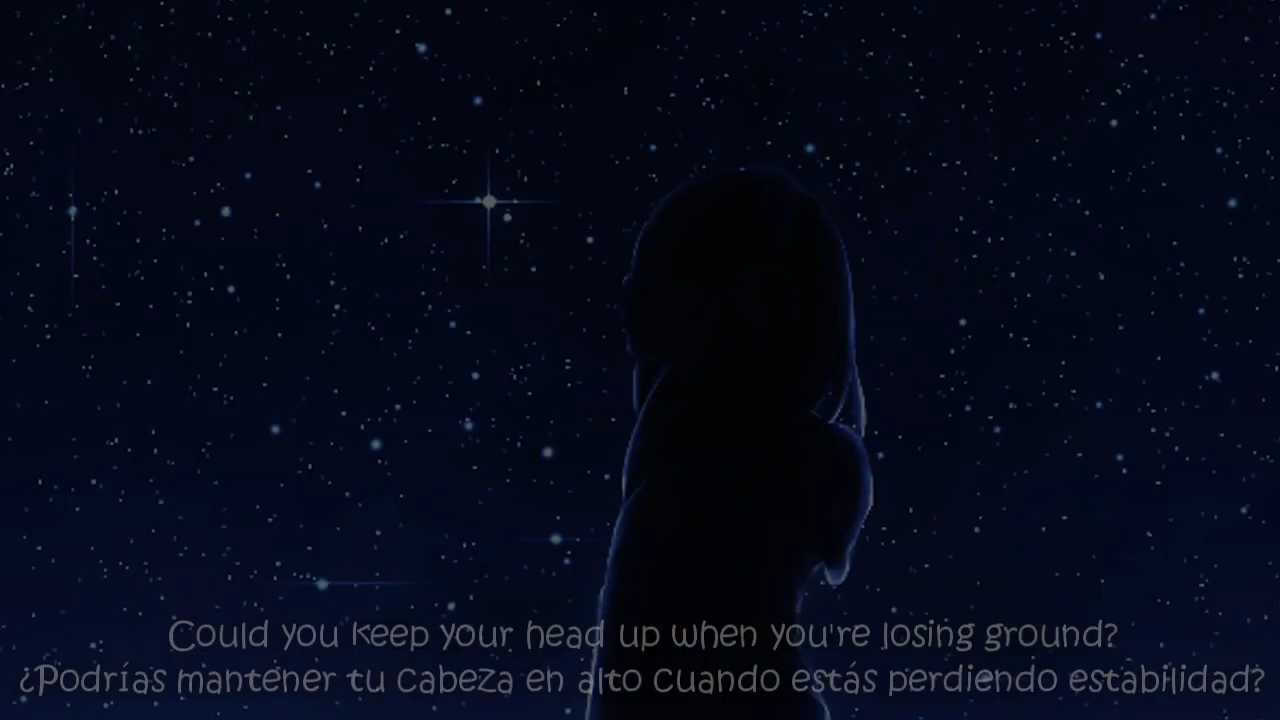 Could you keep your head up when you're losing ground?
¿Podrías mantener tu cabeza en alto cuando estás perdiendo estabilidad?